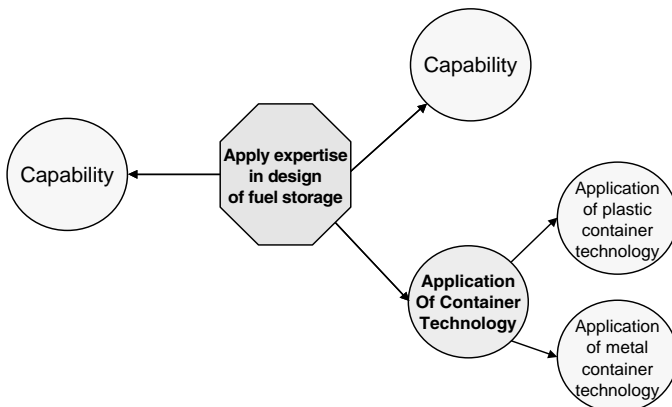 Capability
Capability
Apply expertise
in design
of fuel storage
Application
Of Container
Technology
Application
of plastic
container
technology
Application
of metal
container
technology